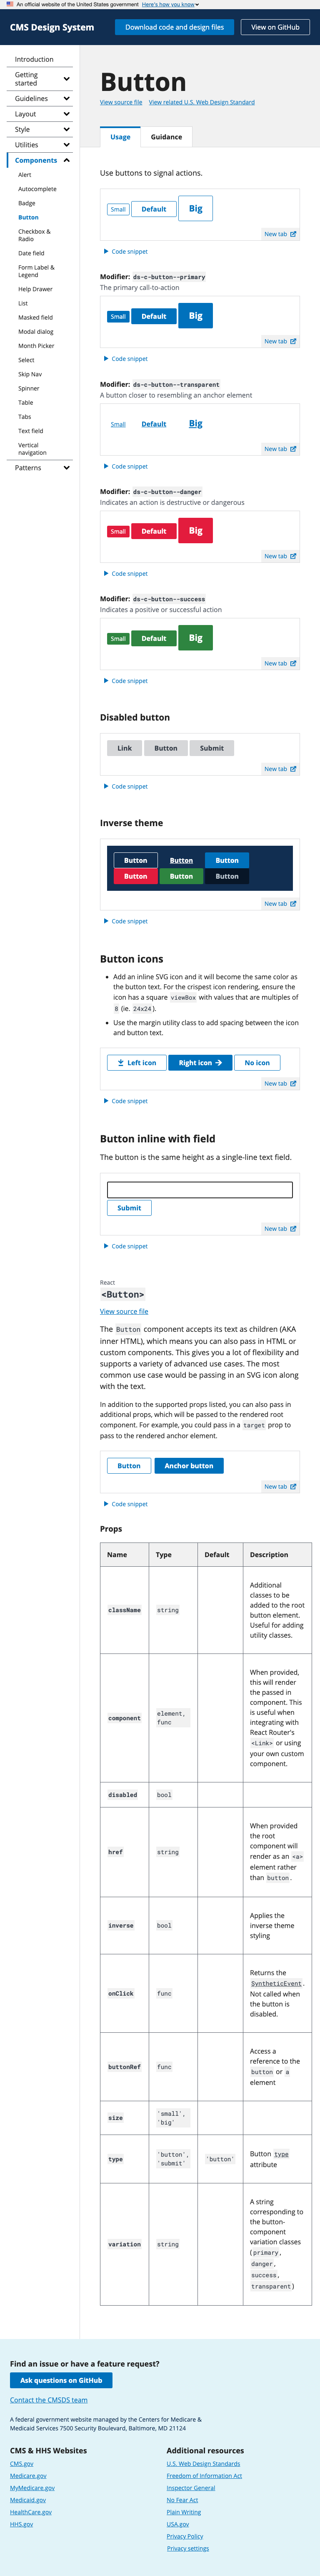 An official website of the United States government Here's how you know
CMS Design System
Download code and design files
View on GitHub
Introduction
Getting
started
Guidelines
Layout
Style
Utilities
Components
Alert
Autocomplete
Badge
Button
Checkbox &
Radio
Date field
Form Label &
Legend
Help Drawer
List
Masked field
Modal dialog
Month Picker
Select
Skip Nav
Spinner
Table
Tabs
Text field
Vertical
navigation
Patterns
Button
View source file View related U.S. Web Design Standard
Usage Guidance
Use buttons to signal actions.
Small Default Big
New tab
Code snippet
Modifier: ds-c-button--primary
The primary call-to-action
Small Default Big
New tab
Code snippet
Modifier: ds-c-button--transparent
A button closer to resembling an anchor element
Small Default Big
New tab
Code snippet
Modifier: ds-c-button--danger
Indicates an action is destructive or dangerous
Small Default Big
New tab
Code snippet
Modifier: ds-c-button--success
Indicates a positive or successful action
Small Default Big
New tab
Code snippet
Disabled button
Link Button Submit
New tab
Code snippet
Inverse theme
Button Button Button
Button Button Button
New tab
Code snippet
Button icons
• Add an inline SVG icon and it will become the same color as
the button text. For the crispest icon rendering, ensure the
icon has a square viewBox with values that are multiples of
8 (ie. 24x24).
• Use the margin utility class to add spacing between the icon
and button text.
Left icon Right icon No icon
New tab
Code snippet
Button inline with field
The button is the same height as a single-line text field.
Submit
New tab
Code snippet
React
<Button>
View source file
The Button component accepts its text as children (AKA
inner HTML), which means you can also pass in HTML or
custom components. This gives you a lot of flexibility and
supports a variety of advanced use cases. The most
common use case would be passing in an SVG icon along
with the text.
In addition to the supported props listed, you can also pass in
additional props, which will be passed to the rendered root
component. For example, you could pass in a target prop to
pass to the rendered anchor element.
Button Anchor button
New tab
Code snippet
Props
Name Type Default Description
className string
Additional
classes to be
added to the root
button element.
Useful for adding
utility classes.
component element,
func
When provided,
this will render
the passed in
component. This
is useful when
integrating with
React Router's
<Link> or using
your own custom
component.
disabled bool
href string
When provided
the root
component will
render as an <a>
element rather
than button.
inverse bool
Applies the
inverse theme
styling
onClick func
Returns the
SyntheticEvent.
Not called when
the button is
disabled.
buttonRef func
Access a
reference to the
button or a
element
size 'small',
'big'
type 'button',
'submit'
'button'
Button type
attribute
variation string
A string
corresponding to
the button-
component
variation classes
(primary,
danger,
success,
transparent)
Find an issue or have a feature request?
Ask questions on GitHub
Contact the CMSDS team
A federal government website managed by the Centers for Medicare &
Medicaid Services 7500 Security Boulevard, Baltimore, MD 21124
CMS & HHS Websites
CMS.gov
Medicare.gov
MyMedicare.gov
Medicaid.gov
HealthCare.gov
HHS.gov
Additional resources
U.S. Web Design Standards
Freedom of Information Act
Inspector General
No Fear Act
Plain Writing
USA.gov
Privacy Policy
Privacy settings